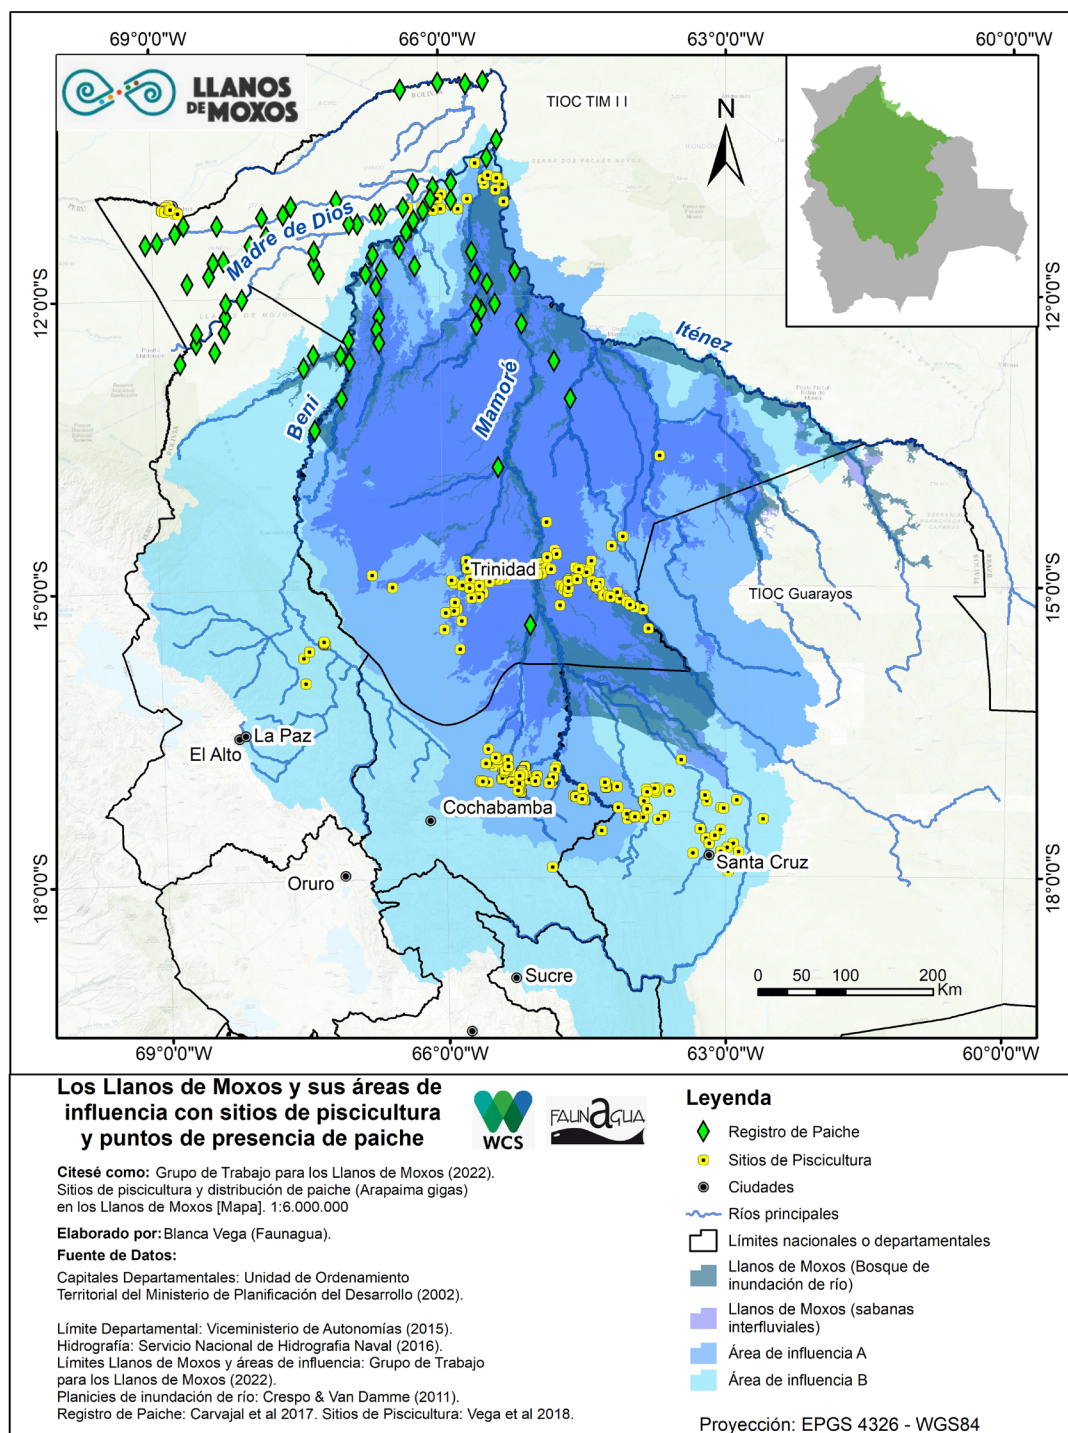 69°0'0"W
66°0'0"W
63°0'0"W
60°0'0"W
LLANOS
DE MOXOS
TIOC TIM I I
N
BOLIVIA
PERU
Madre de Dios
12°0'0"S
12°0'0"S
LLANOS DE MOJOS
Iténez
Mamoré
Beni
BOLIVIA
Trinidad
TIOC Guarayos
15°0'0"S
15°0'0"S
BOLIVIA
BRAZIL
La Paz
El Alto
Cochabamba
Santa Cruz
Oruro
18°0'0"S
18°0'0"S
Sucre
0 50 100 200
Km
69°0'0"W
66°0'0"W
63°0'0"W
60°0'0"W
Los Llanos de Moxos y sus áreas de
influencia con sitios de piscicultura
y puntos de presencia de paiche
WCS
FAUNAGUA
Citesé como: Grupo de Trabajo para los Llanos de Moxos (2022).
Sitios de piscicultura y distribución de paiche (Arapaima gigas)
en los Llanos de Moxos [Mapa]. 1:6.000.000
Elaborado por: Blanca Vega (Faunagua).
Fuente de Datos:
Capitales Departamentales: Unidad de Ordenamiento
Territorial del Ministerio de Planificación del Desarrollo (2002).
Límite Departamental: Viceministerio de Autonomías (2015).
Hidrografía: Servicio Nacional de Hidrografia Naval (2016).
Límites Llanos de Moxos y áreas de influencia: Grupo de Trabajo
para los Llanos de Moxos (2022).
Planicies de inundación de río: Crespo & Van Damme (2011).
Registro de Paiche: Carvajal et al 2017. Sitios de Piscicultura: Vega et al 2018.
Leyenda
Registro de Paiche
Sitios de Piscicultura
Ciudades
Ríos principales
Límites nacionales o departamentales
Llanos de Moxos (Bosque de
inundación de río)
Llanos de Moxos (sabanas
interfluviales)
Área de influencia A
Área de influencia B
Proyección: EPGS 4326 - WGS84